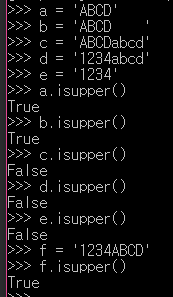 >>> a = 'ABCD'
>>> b = 'ABCD     '
>>> c = 'ABCDabcd'
>>> d = '1234abcd'
>>> e = '1234'
>>> a.isupper()
True
>>> b.isupper()
True
>>> c.isupper()
False
>>> d.isupper()
False
>>> e.isupper()
False
>>> f = '1234ABCD'
>>> f.isupper()
True
>>>